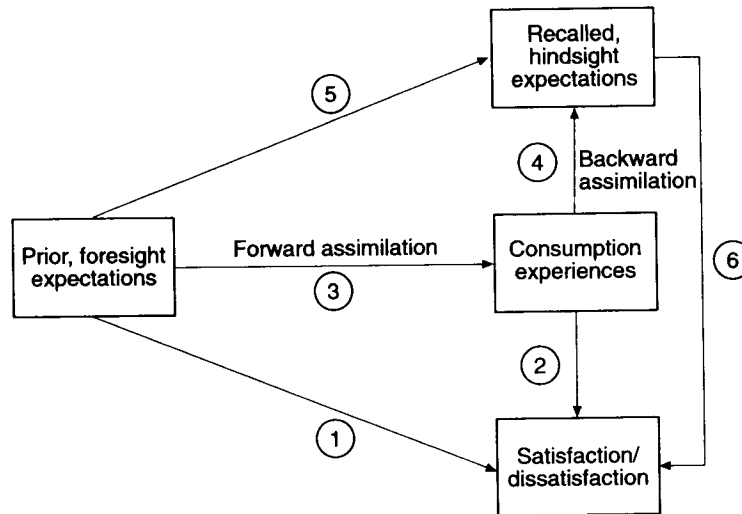 Recalled,
hindsight
expectations
5
4
Backward
assimilation
Prior, foresight
expectations
Forward assimilation
3
Consumption
experiences
6
2
1
Satisfaction/
dissatisfaction